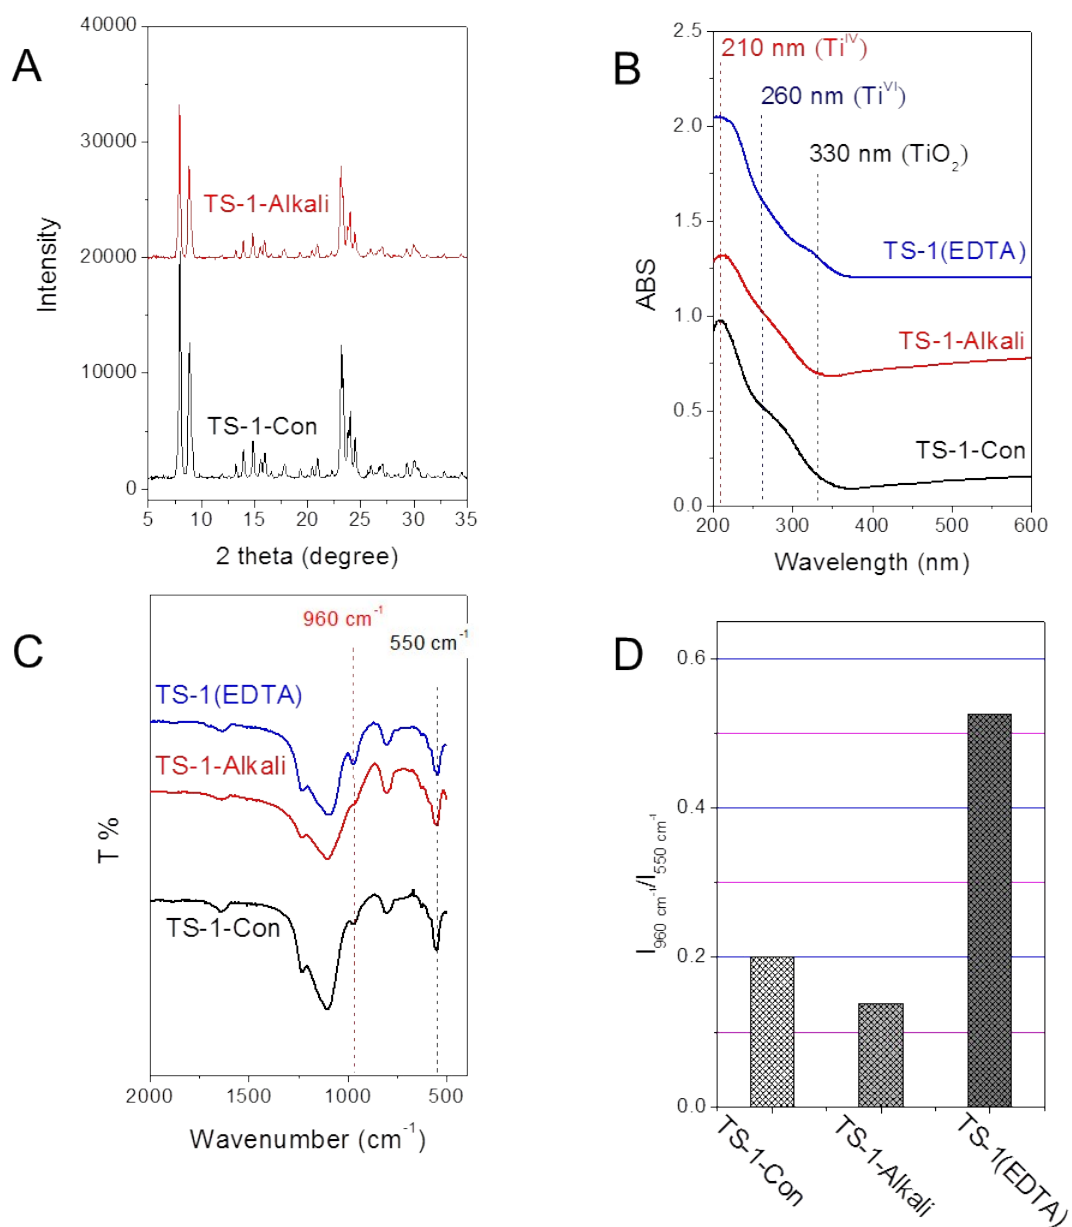 A
40000
30000
20000
10000
0
Intensity
TS-1-Alkali
TS-1-Con
5 10 15 20 25 30 35
2 theta (degree)
B
2.5
2.0
1.5
1.0
0.5
0.0
ABS
210 nm (Ti^IV)
260 nm (Ti^VI)
330 nm (TiO₂)
TS-1(EDTA)
TS-1-Alkali
TS-1-Con
200 300 400 500 600
Wavelength (nm)
C
960 cm⁻¹
550 cm⁻¹
TS-1(EDTA)
TS-1-Alkali
TS-1-Con
T %
2000 1500 1000 500
Wavenumber (cm⁻¹)
D
0.6
0.4
0.2
0.0
I960 cm⁻¹/I550 cm⁻¹
TS-1-Con
TS-1-Alkali
TS-1(EDTA)